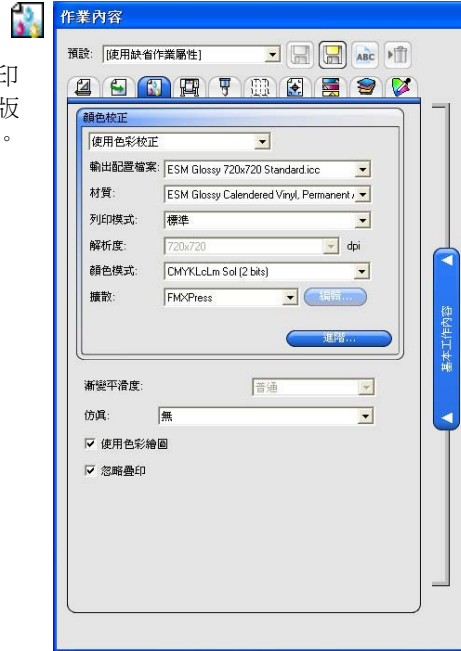 作業內容
印
版
。
預設: [使用缺省作業屬性]
ABC
顏色校正
使用色彩校正
輸出配置檔案: ESM Glossy 720x720 Standard.icc
材質: ESM Glossy Calendered Vinyl, Permanent
列印模式: 標準
解析度: 720x720 dpi
顏色模式: CMYKLcLm Sol (2 bits)
擴散: FMXPress 編輯...
進階...
漸變平滑度: 普通
仿真: 無
使用色彩繪圖
忽略疊印
基本工作內容